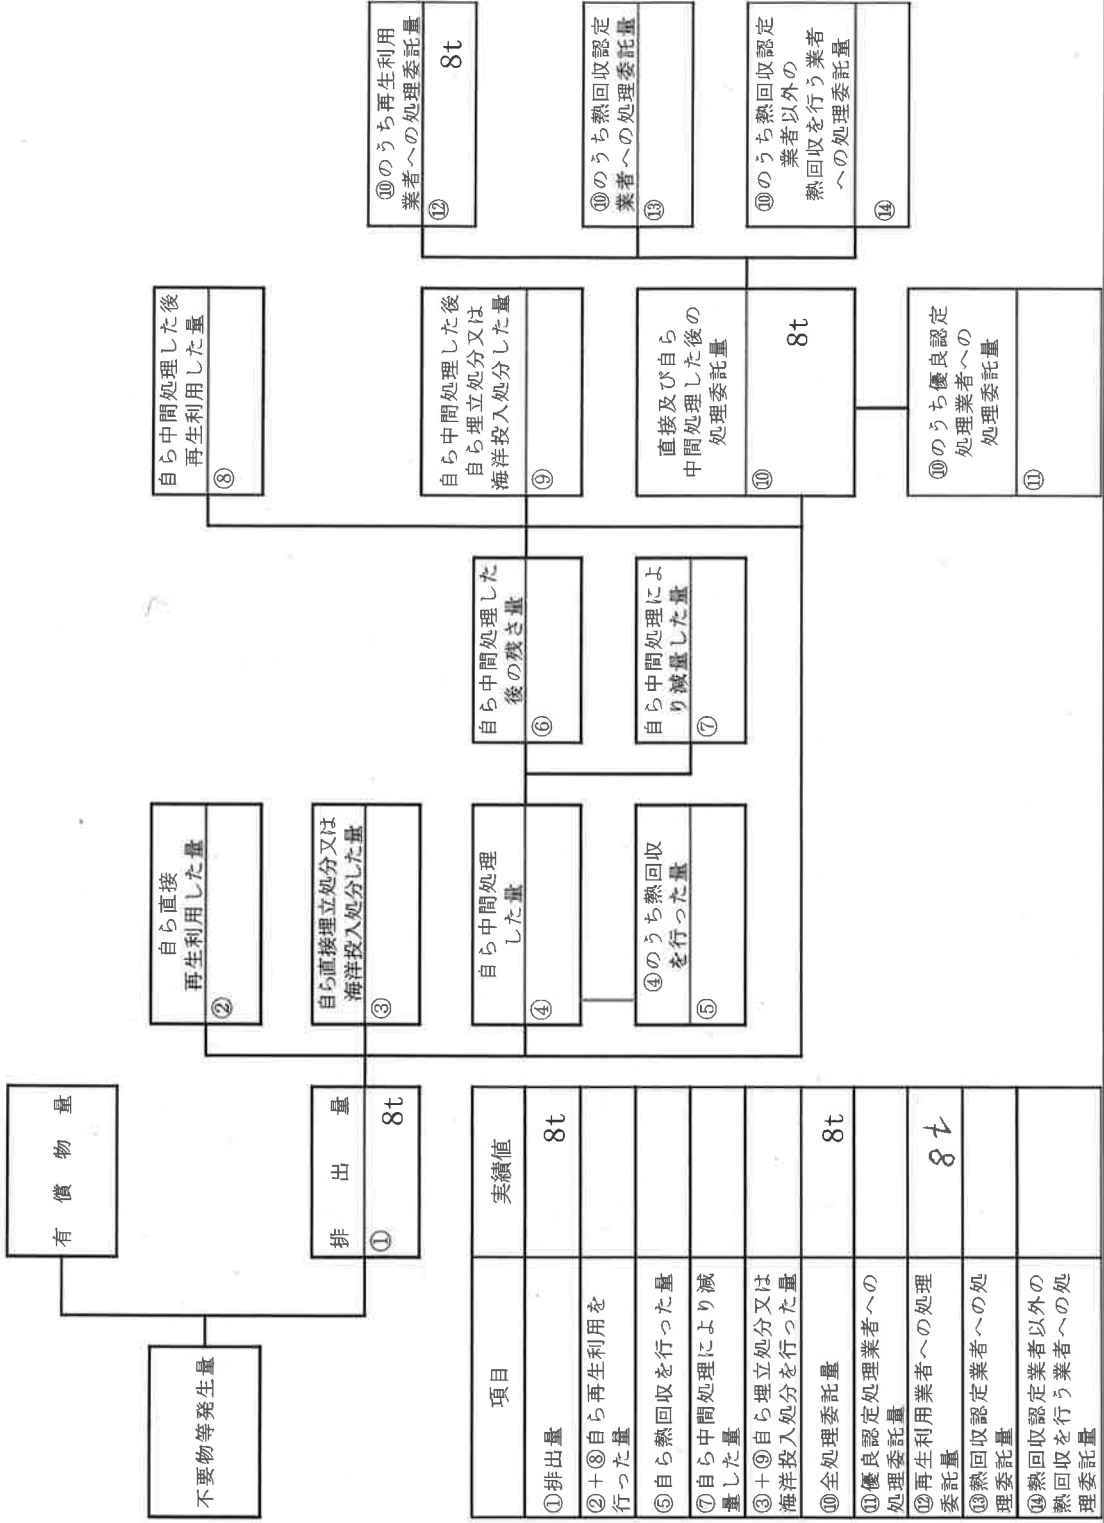 不要物等発生量
有償物量
排出量
①
8t
自ら直接
再生利用した量
②
自ら直接埋立処分又は
海洋投入処分した量
③
自ら中間処理
した量
④
④のうち熱回収
を行った量
⑤
自ら中間処理した
後の残さ量
⑥
自ら中間処理によ
り減量した量
⑦
自ら中間処理した後
再生利用した量
⑧
自ら中間処理した後
自ら埋立処分又は
海洋投入処分した量
⑨
直接及び自ら
中間処理した後の
処理委託量
⑩
8t
⑩のうち優良認定
処理業者への
処理委託量
⑪
⑩のうち再生利用
業者への処理委託量
⑫
8t
⑩のうち熱回収認定
業者への処理委託量
⑬
⑩のうち熱回収認定
業者以外の
熱回収を行う業者
への処理委託量
⑭
項目 実績値
①排出量 8t
②+⑧自ら再生利用を
行った量
⑤自ら熱回収を行った量
⑦自ら中間処理により減
量した量
③+⑨自ら埋立処分又は
海洋投入処分を行った量
⑩全処理委託量 8t
⑪優良認定処理業者への
処理委託量
⑫再生利用業者への処理
委託量 8t
⑬熱回収認定業者への処
理委託量
⑭熱回収認定業者以外の
熱回収を行う業者への処
理委託量